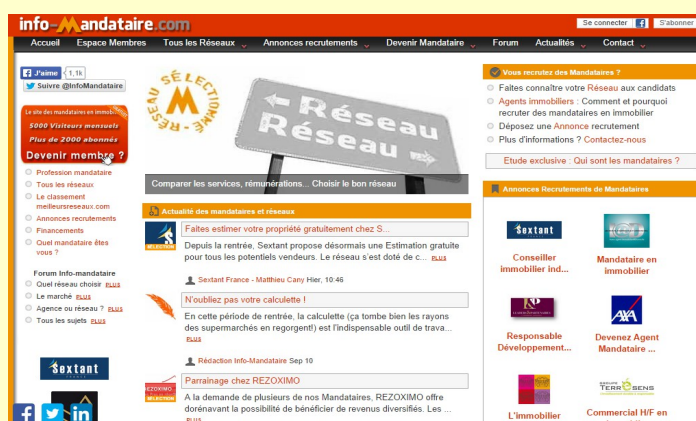 info-Mandataire.com
Se connecter
S'abonner
Accueil Espace Membres Tous les Réseaux Annonces recrutements Devenir Mandataire Forum Actualités Contact
J'aime 1,1k
Suivre @InfoMandataire
Le site des mandataires en immobilier
5000 Visiteurs mensuels
Plus de 2000 abonnés
Devenir membre ?
Profession mandataire
Tous les réseaux
Le classement
meilleursreseaux.com
Annonces recrutements
Financements
Quel mandataire êtes
vous ?
Forum Info-mandataire
Quel réseau choisir PLUS
Le marché PLUS
Agence ou réseau ? PLUS
Tous les sujets PLUS
Sextant
FRANCE
RÉSEAU SÉLECTIONNÉ
IM-R
Réseau
Réseau
Comparer les services, rémunérations... Choisir le bon réseau
Actualité des mandataires et réseaux
SÉLECTION
Faites estimer votre propriété gratuitement chez S...
Depuis la rentrée, Sextant propose désormais une Estimation gratuite
pour tous les potentiels vendeurs. Le réseau s'est doté de c... PLUS
Sextant France - Matthieu Cany Hier, 10:46
N'oubliez pas votre calculette !
En cette période de rentrée, la calculette (ça tombe bien les rayons
des supermarchés en regorgent!) est l'indispensable outil de trava...
PLUS
Rédaction Info-Mandataire Sep 10
REZOXIMO
SÉLECTION
Parrainage chez REZOXIMO
A la demande de plusieurs de nos Mandataires, REZOXIMO offre
dorénavant la possibilité de bénéficier de revenus diversifiés. Les ...
PLUS
Vous recrutez des Mandataires ?
Faites connaître votre Réseau aux candidats
Agents immobiliers : Comment et pourquoi
recruter des mandataires en immobilier
Déposez une Annonce recrutement
Plus d'informations ? Contactez-nous
Etude exclusive : Qui sont les mandataires ?
Annonces Recrutements de Mandataires
Sextant
Conseiller
immobilier ind...
Mandataire en
immobilier
Responsable
Développement...
AXA
Devenez Agent
Mandataire ...
L'immobilier
GROUPE
TERRÉSENS
Commercial H/F en